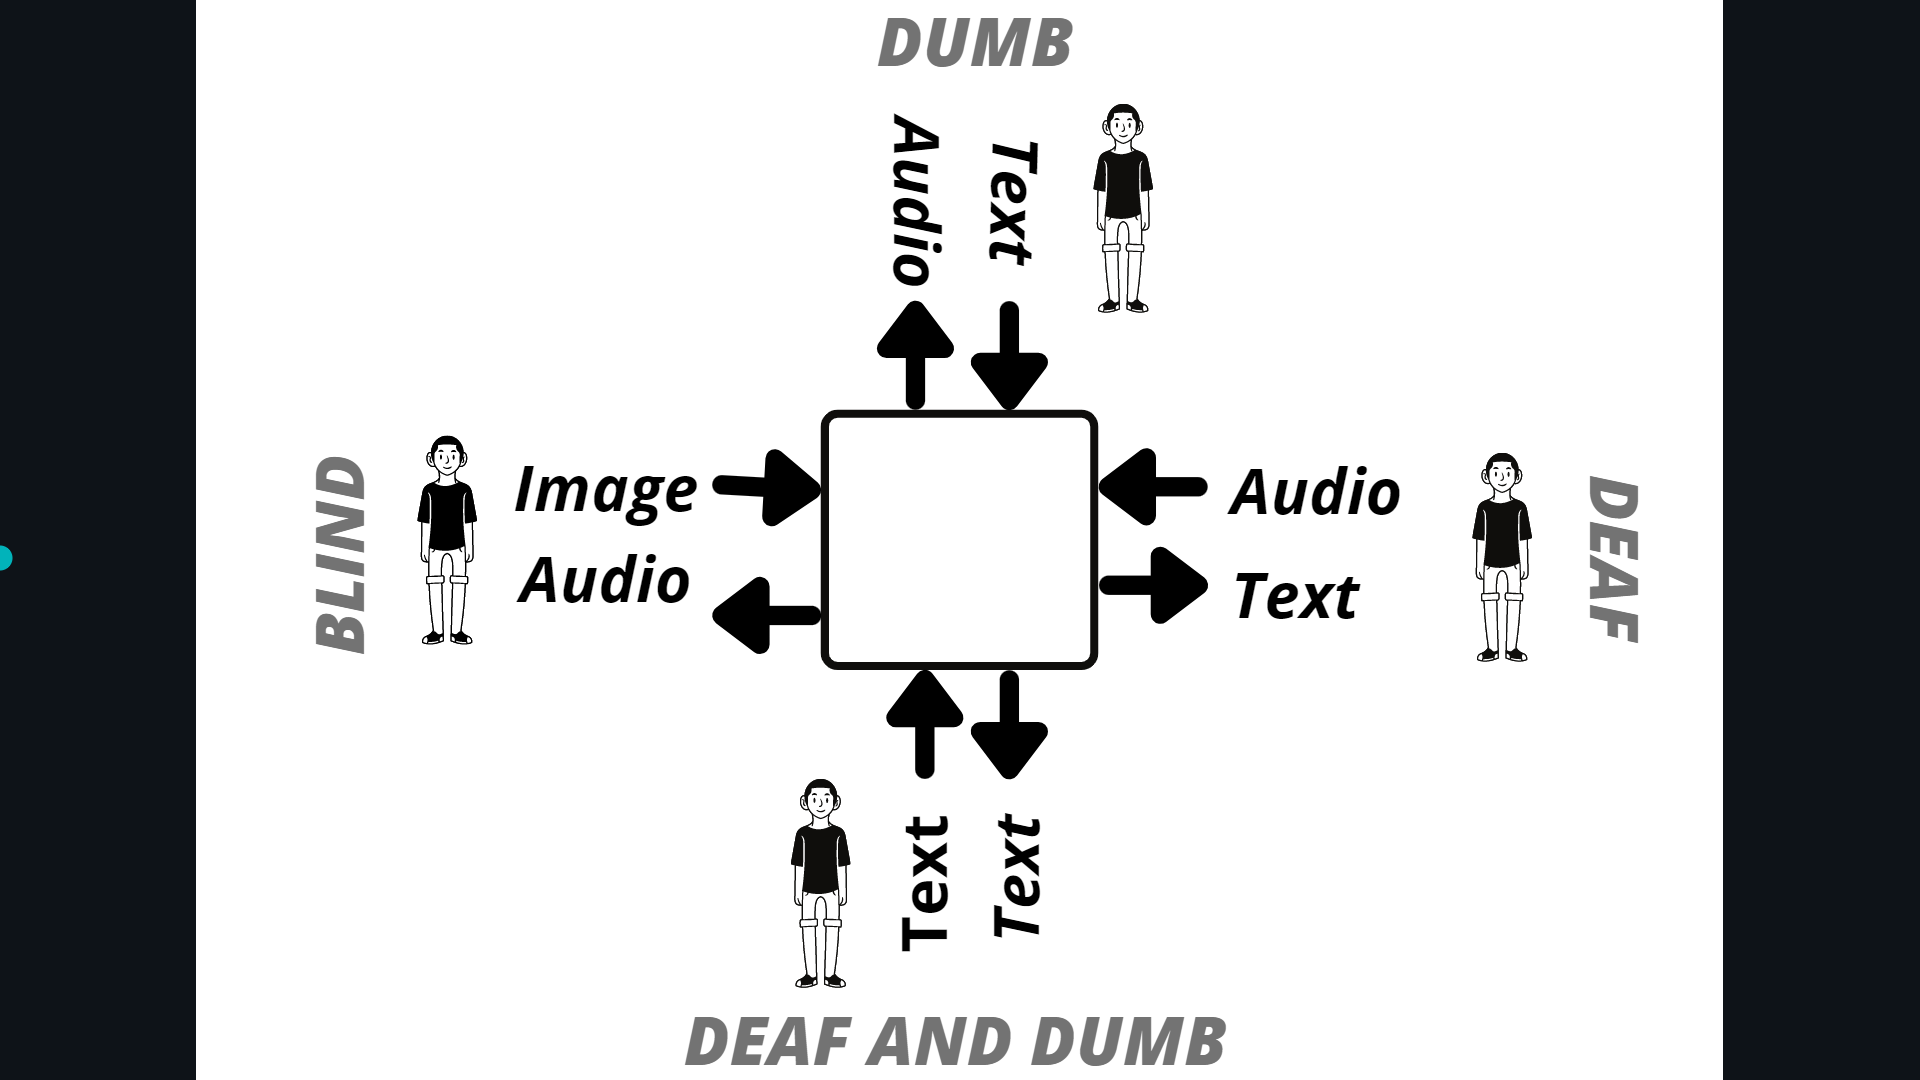 DUMB
Audio
Text
BLIND
Image
Audio
Audio
Text
DEAF
Text
Text
DEAF AND DUMB